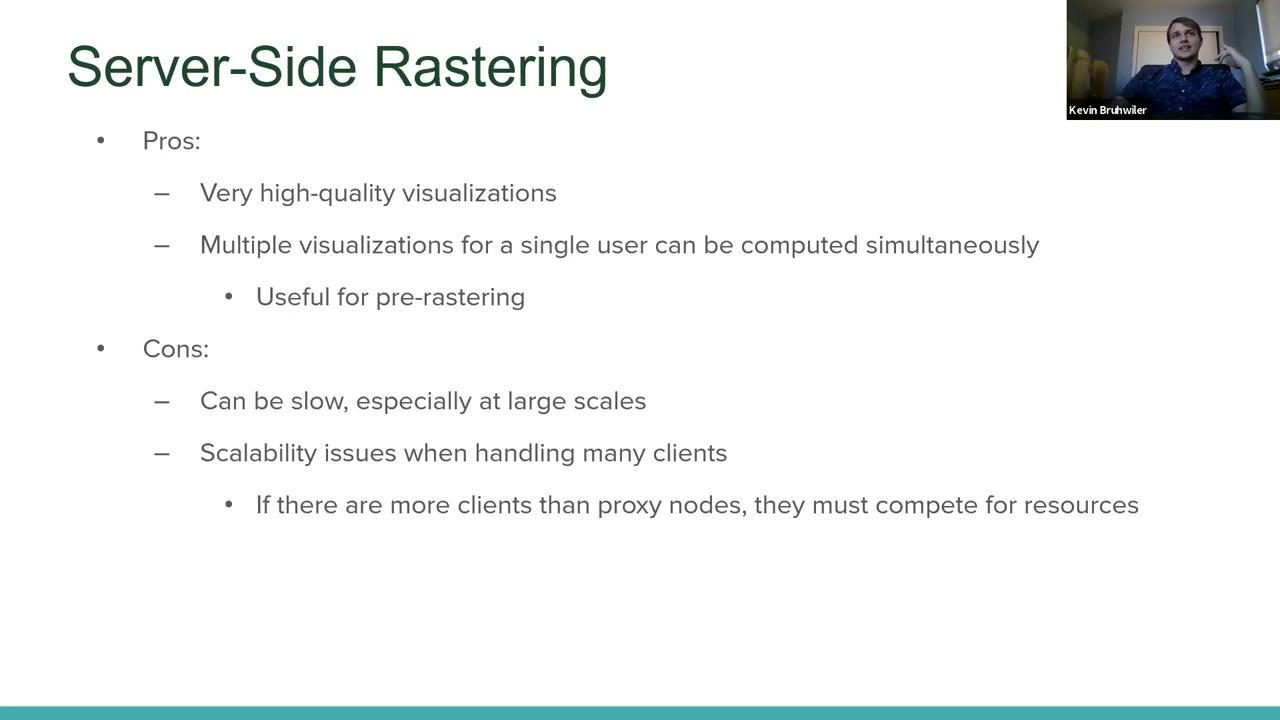 Server-Side Rastering
Kevin Bruhwiler
• Pros:
– Very high-quality visualizations
– Multiple visualizations for a single user can be computed simultaneously
• Useful for pre-rastering
• Cons:
– Can be slow, especially at large scales
– Scalability issues when handling many clients
• If there are more clients than proxy nodes, they must compete for resources